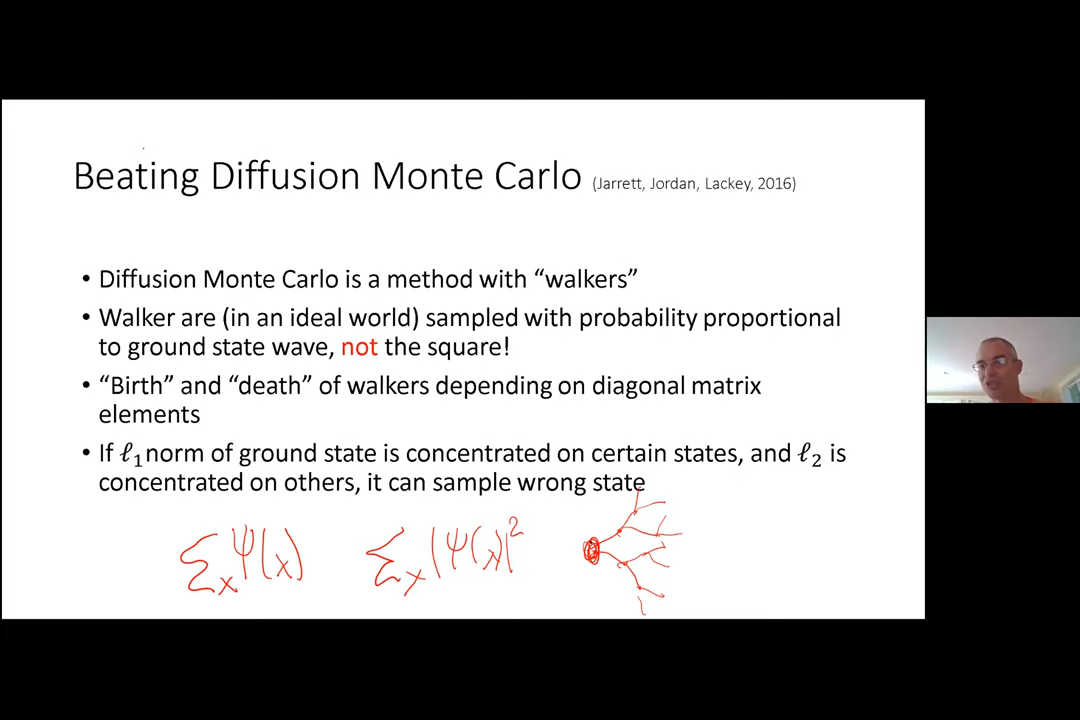 Beating Diffusion Monte Carlo (Jarrett, Jordan, Lackey, 2016)
• Diffusion Monte Carlo is a method with “walkers”
• Walker are (in an ideal world) sampled with probability proportional
to ground state wave, not the square!
• “Birth” and “death” of walkers depending on diagonal matrix
elements
• If ℓ₁ norm of ground state is concentrated on certain states, and ℓ₂ is
concentrated on others, it can sample wrong state
Σₓ Ψ(x) Σₓ |Ψ(x)|²